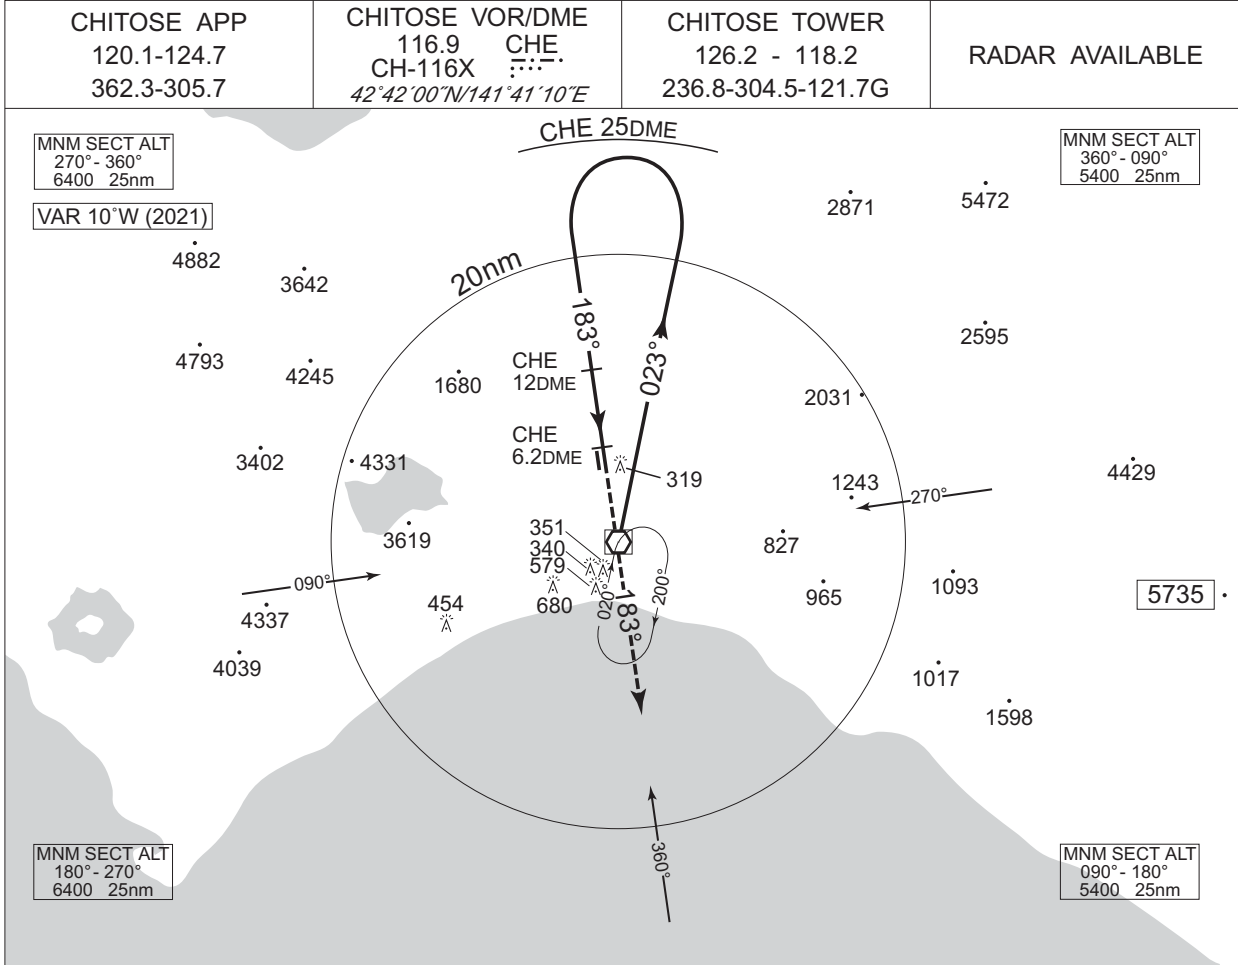 CHITOSE APP
120.1-124.7
362.3-305.7
CHITOSE VOR/DME
116.9 CHE
CH-116X
42°42´00˝N/141°41´10˝E
CHITOSE TOWER
126.2 - 118.2
236.8-304.5-121.7G
RADAR AVAILABLE
CHE 25DME
MNM SECT ALT
270°- 360°
6400 25nm
MNM SECT ALT
360°- 090°
5400 25nm
VAR 10°W (2021)
2871
5472
4882
3642
20nm
183°
023°
2595
4793
4245
1680
CHE
12DME
2031
CHE
6.2DME
3402
4331
319
4429
1243
270°
3619
351
340
579
680
827
090°
020°
200°
183°
965
1093
5735
454
4337
4039
1017
1598
360°
MNM SECT ALT
180°- 270°
6400 25nm
MNM SECT ALT
090°- 180°
5400 25nm